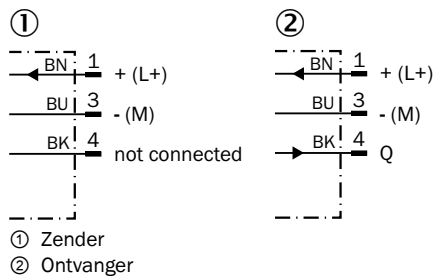 ①
BN 1 + (L+)
BU 3 - (M)
BK 4 not connected
②
BN 1 + (L+)
BU 3 - (M)
BK 4 Q
① Zender
② Ontvanger